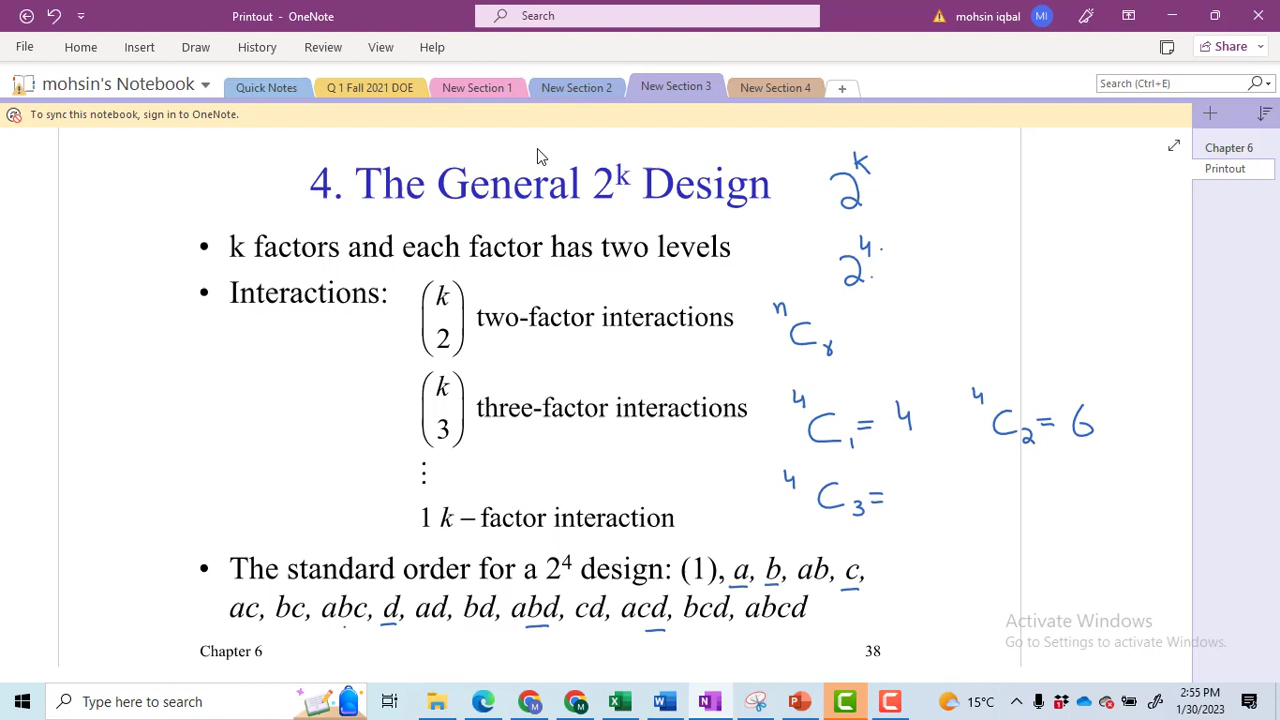 Printout - OneNote
Search
mohsin iqbal
MI
File
Home
Insert
Draw
History
Review
View
Help
Share
mohsin's Notebook
Quick Notes
Q 1 Fall 2021 DOE
New Section 1
New Section 2
New Section 3
New Section 4
Search (Ctrl+E)
To sync this notebook, sign in to OneNote.
Chapter 6
Printout
4. The General 2^k Design
2^k
• k factors and each factor has two levels
2^4
• Interactions:
(k 2) two-factor interactions
nCr
(k 3) three-factor interactions
4C1 = 4
4C2 = 6
4C3 =
⋮
1 k – factor interaction
• The standard order for a 2^4 design: (1), a, b, ab, c,
ac, bc, abc, d, ad, bd, abd, cd, acd, bcd, abcd
Chapter 6
38
Activate Windows
Go to Settings to activate Windows.
Type here to search
15°C
2:55 PM
1/30/2023